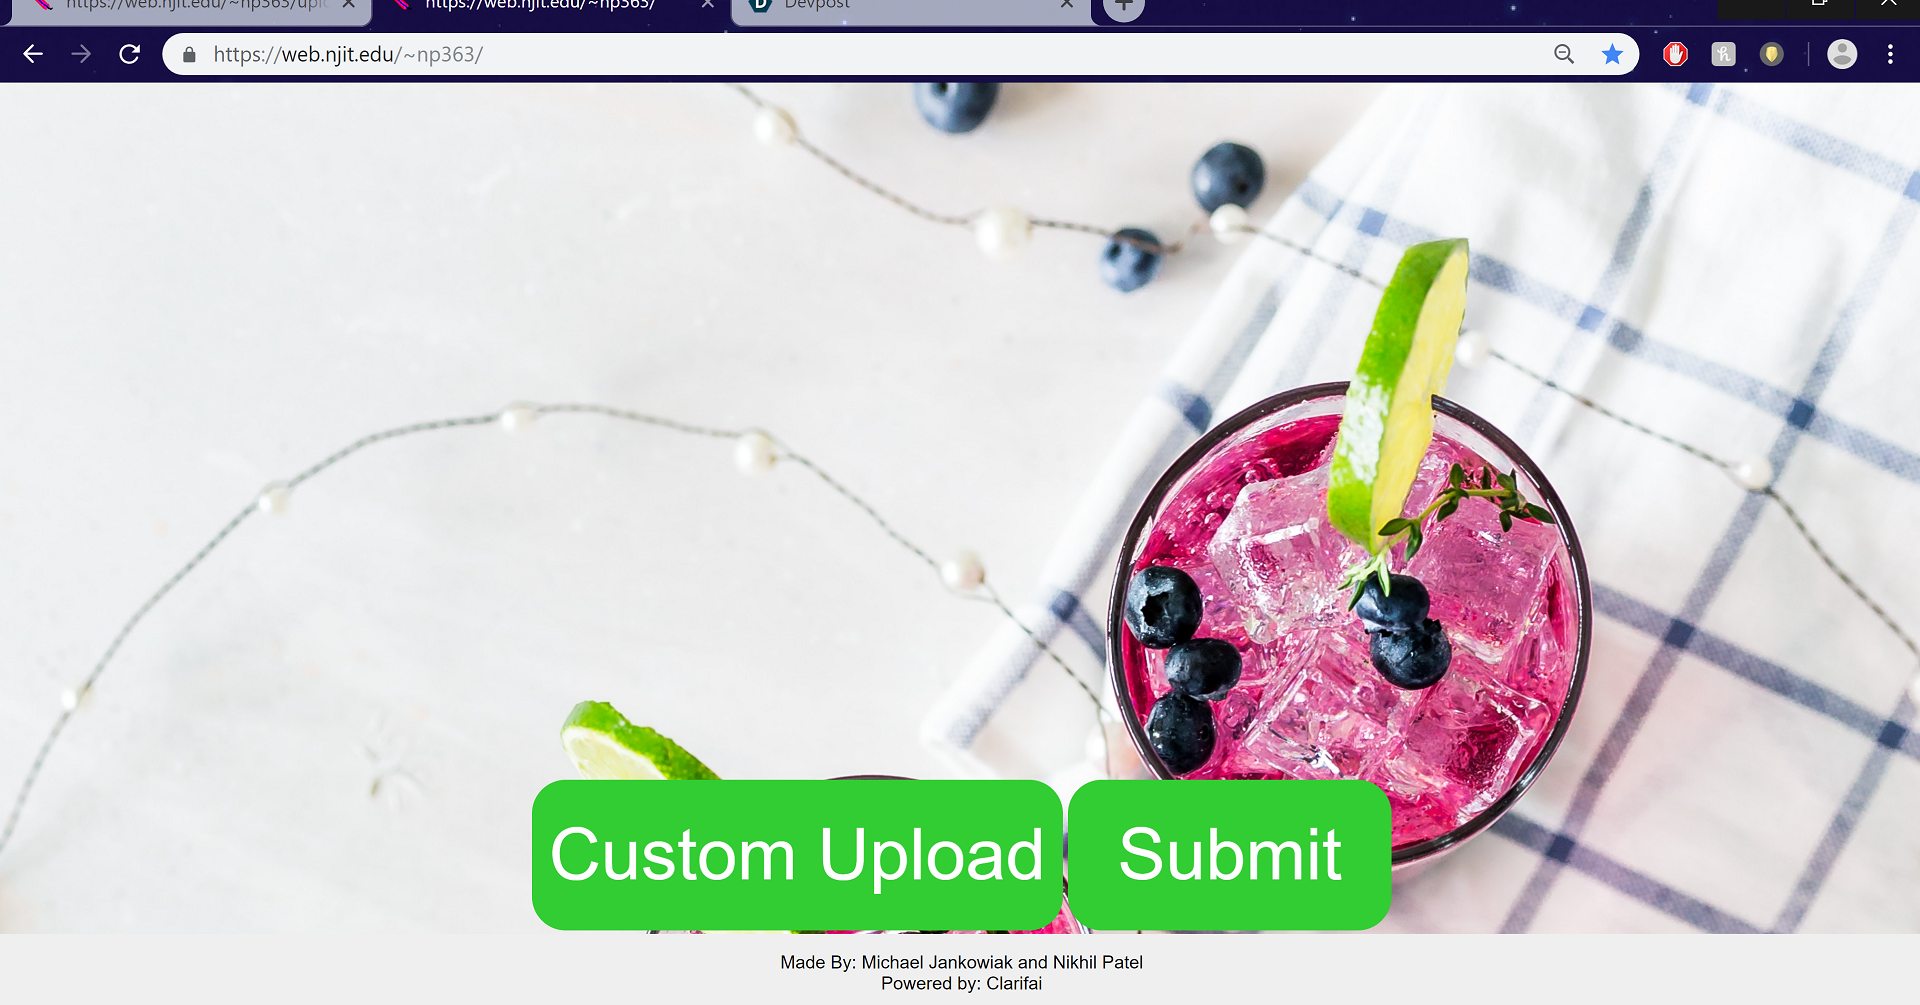 https://web.njit.edu/~np363/uplo
https://web.njit.edu/~np363/
Devpost
https://web.njit.edu/~np363/
Custom Upload
Submit
Made By: Michael Jankowiak and Nikhil Patel
Powered by: Clarifai